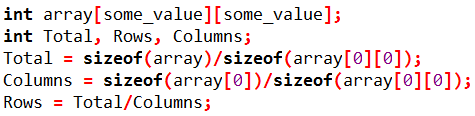 int array[some_value][some_value];
int Total, Rows, Columns;
Total = sizeof(array)/sizeof(array[0][0]);
Columns = sizeof(array[0])/sizeof(array[0][0]);
Rows = Total/Columns;